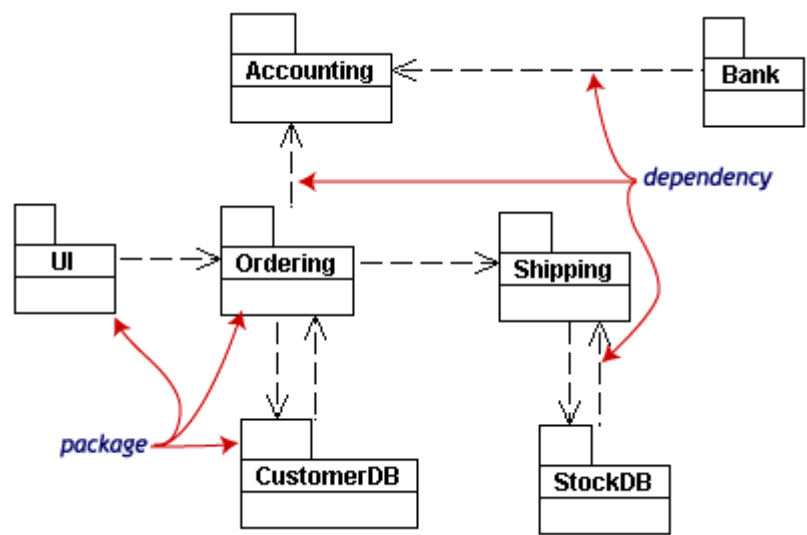 Accounting
Bank
dependency
UI
Ordering
Shipping
package
CustomerDB
StockDB